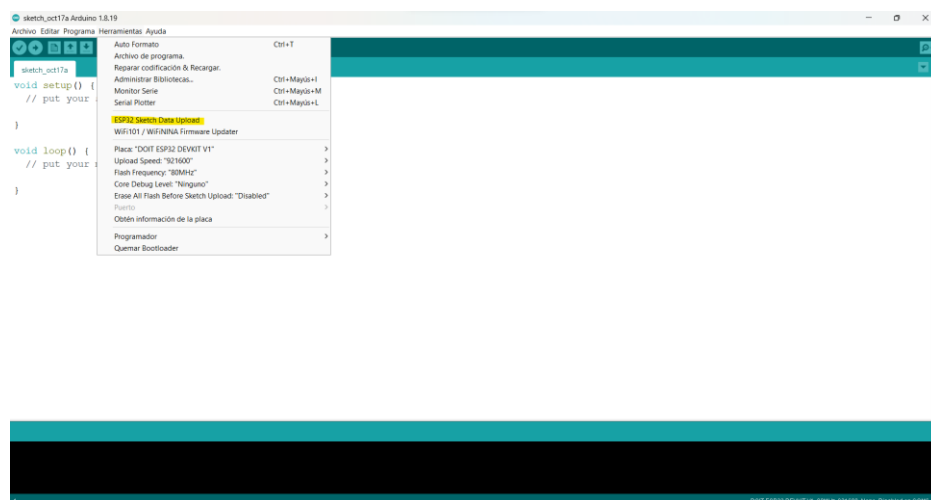 sketch_oct17a Arduino 1.8.19
Archivo Editar Programa Herramientas Ayuda
sketch_oct17a
void setup() {
// put your
}
void loop() {
// put your
}
Auto Formato Ctrl+T
Archivo de programa.
Reparar codificación & Recargar.
Administrar Bibliotecas... Ctrl+Mayús+I
Monitor Serie Ctrl+Mayús+M
Serial Plotter Ctrl+Mayús+L
ESP32 Sketch Data Upload
WiFi101 / WiFiNINA Firmware Updater
Placa: "DOIT ESP32 DEVKIT V1"
Upload Speed: "921600"
Flash Frequency: "80MHz"
Core Debug Level: "Ninguno"
Erase All Flash Before Sketch Upload: "Disabled"
Puerto
Obtén información de la placa
Programador
Quemar Bootloader